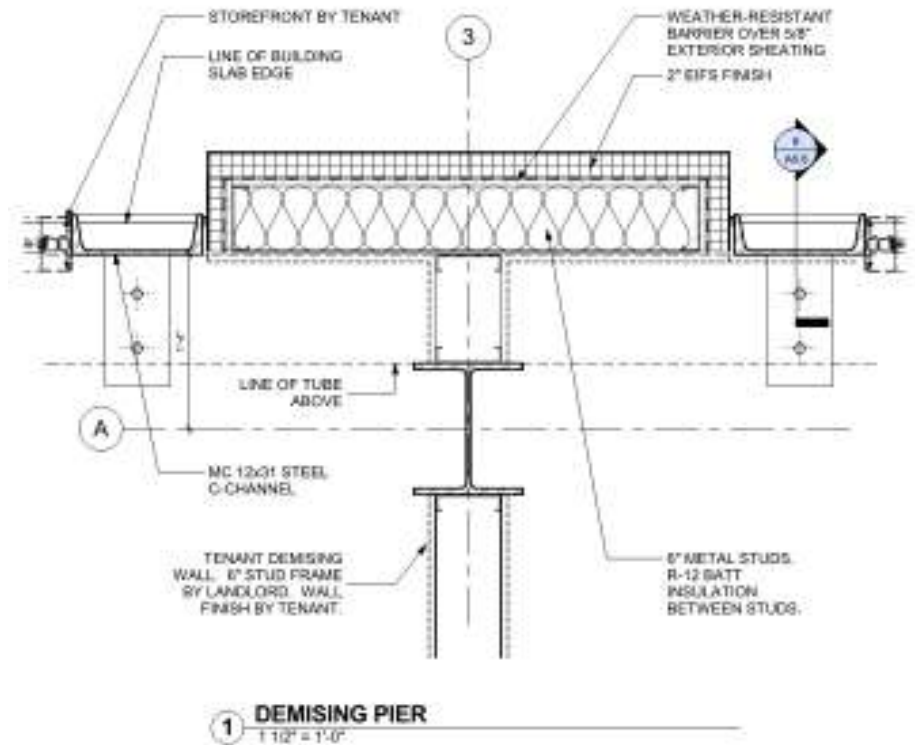 STOREFRONT BY TENANT
LINE OF BUILDING
SLAB EDGE
3
WEATHER-RESISTANT
BARRIER OVER 5/8"
EXTERIOR SHEATING
2" EIFS FINISH
LINE OF TUBE
ABOVE
A
MC 12x31 STEEL
C-CHANNEL
TENANT DEMISING
WALL. 6" STUD FRAME
BY LANDLORD. WALL
FINISH BY TENANT.
6" METAL STUDS.
R-12 BATT
INSULATION
BETWEEN STUDS.
1
DEMISING PIER
1 1/2" = 1'-0"